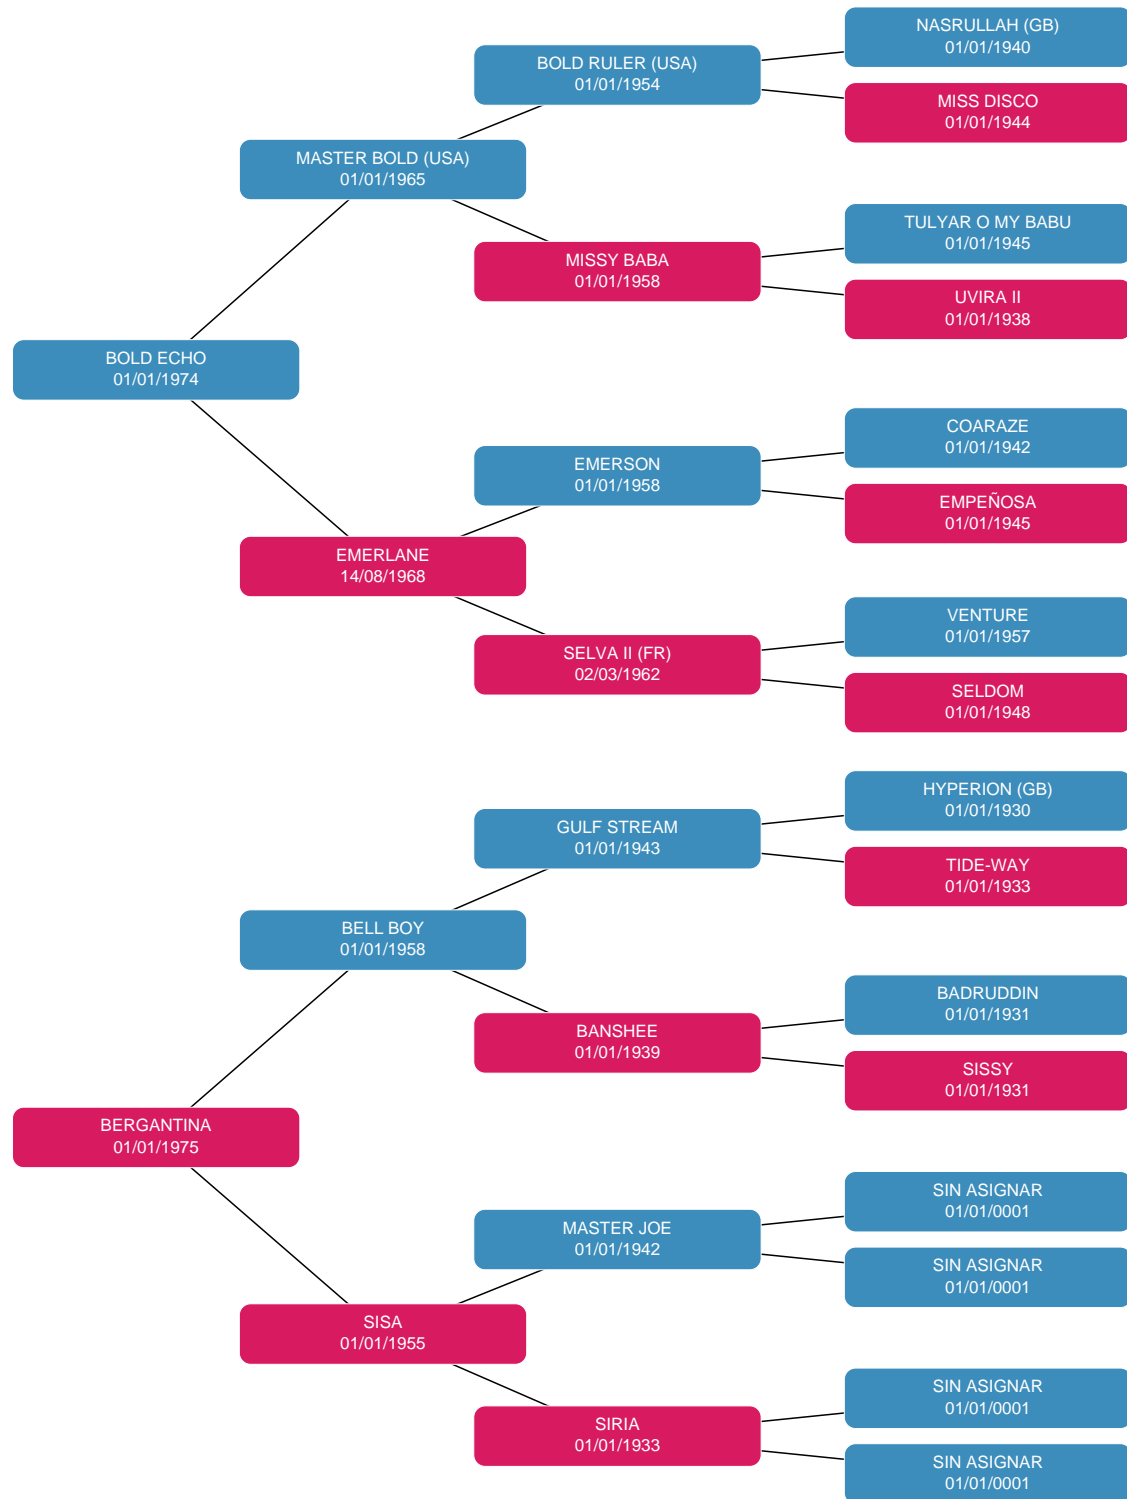 NASRULLAH (GB)
01/01/1940
BOLD RULER (USA)
01/01/1954
MISS DISCO
01/01/1944
MASTER BOLD (USA)
01/01/1965
TULYAR O MY BABU
01/01/1945
MISSY BABA
01/01/1958
UVIRA II
01/01/1938
BOLD ECHO
01/01/1974
COARAZE
01/01/1942
EMERSON
01/01/1958
EMPEÑOSA
01/01/1945
EMERLANE
14/08/1968
VENTURE
01/01/1957
SELVA II (FR)
02/03/1962
SELDOM
01/01/1948
HYPERION (GB)
01/01/1930
GULF STREAM
01/01/1943
TIDE-WAY
01/01/1933
BELL BOY
01/01/1958
BADRUDDIN
01/01/1931
BANSHEE
01/01/1939
SISSY
01/01/1931
BERGANTINA
01/01/1975
SIN ASIGNAR
01/01/0001
MASTER JOE
01/01/1942
SIN ASIGNAR
01/01/0001
SISA
01/01/1955
SIN ASIGNAR
01/01/0001
SIRIA
01/01/1933
SIN ASIGNAR
01/01/0001